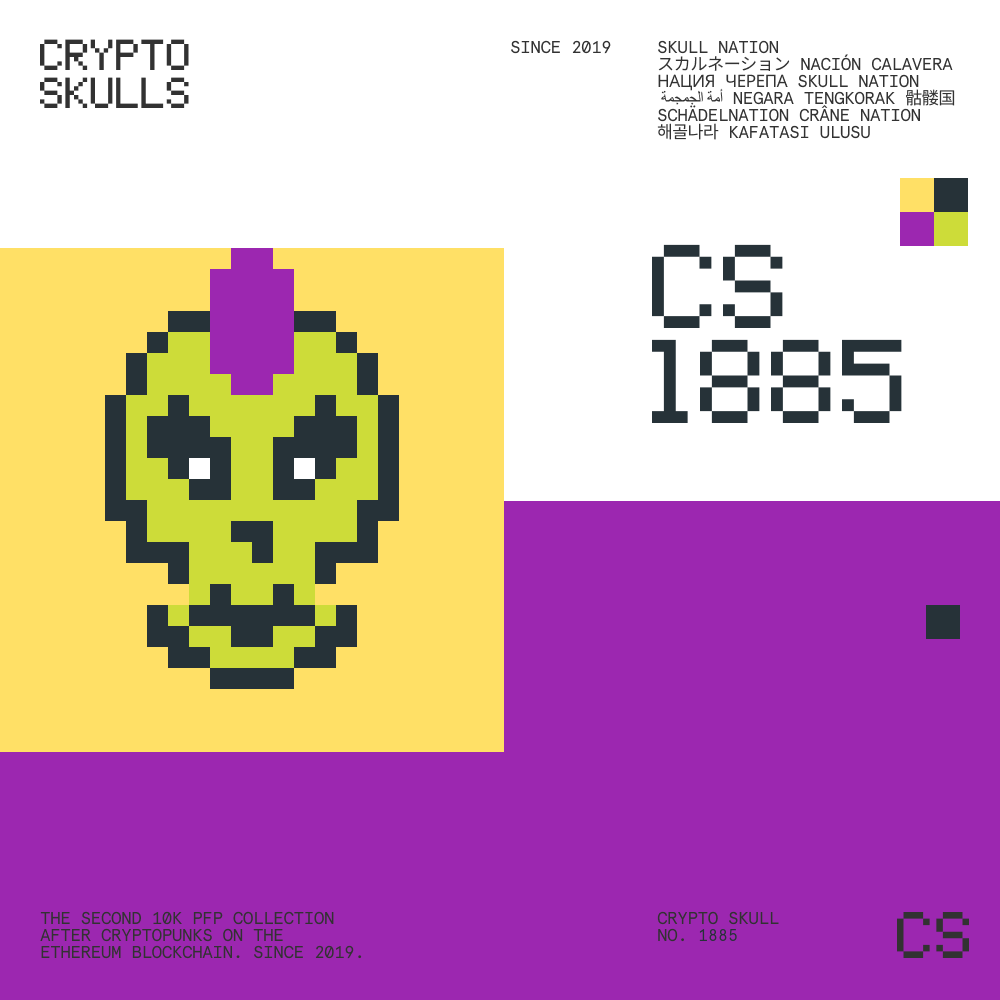 CRYPTO
SKULLS
SINCE 2019
SKULL NATION
スカルネーション NACIÓN CALAVERA
НАЦИЯ ЧЕРЕПА SKULL NATION
أمة الجمجمة NEGARA TENGKORAK 骷髅国
SCHÄDELNATION CRÂNE NATION
해골나라 KAFATASI ULUSU
CS
1885
THE SECOND 10K PFP COLLECTION
AFTER CRYPTOPUNKS ON THE
ETHEREUM BLOCKCHAIN. SINCE 2019.
CRYPTO SKULL
NO. 1885
CS